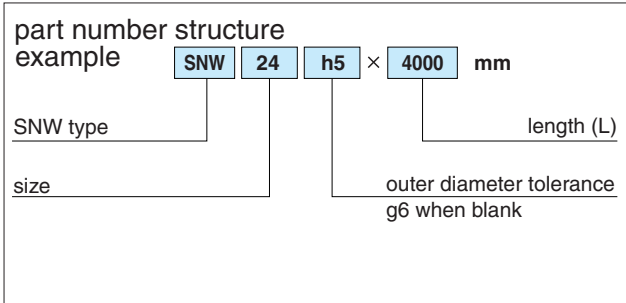 part number structure
example
SNW 24 h5 × 4000 mm
SNW type
length (L)
size
outer diameter tolerance
g6 when blank